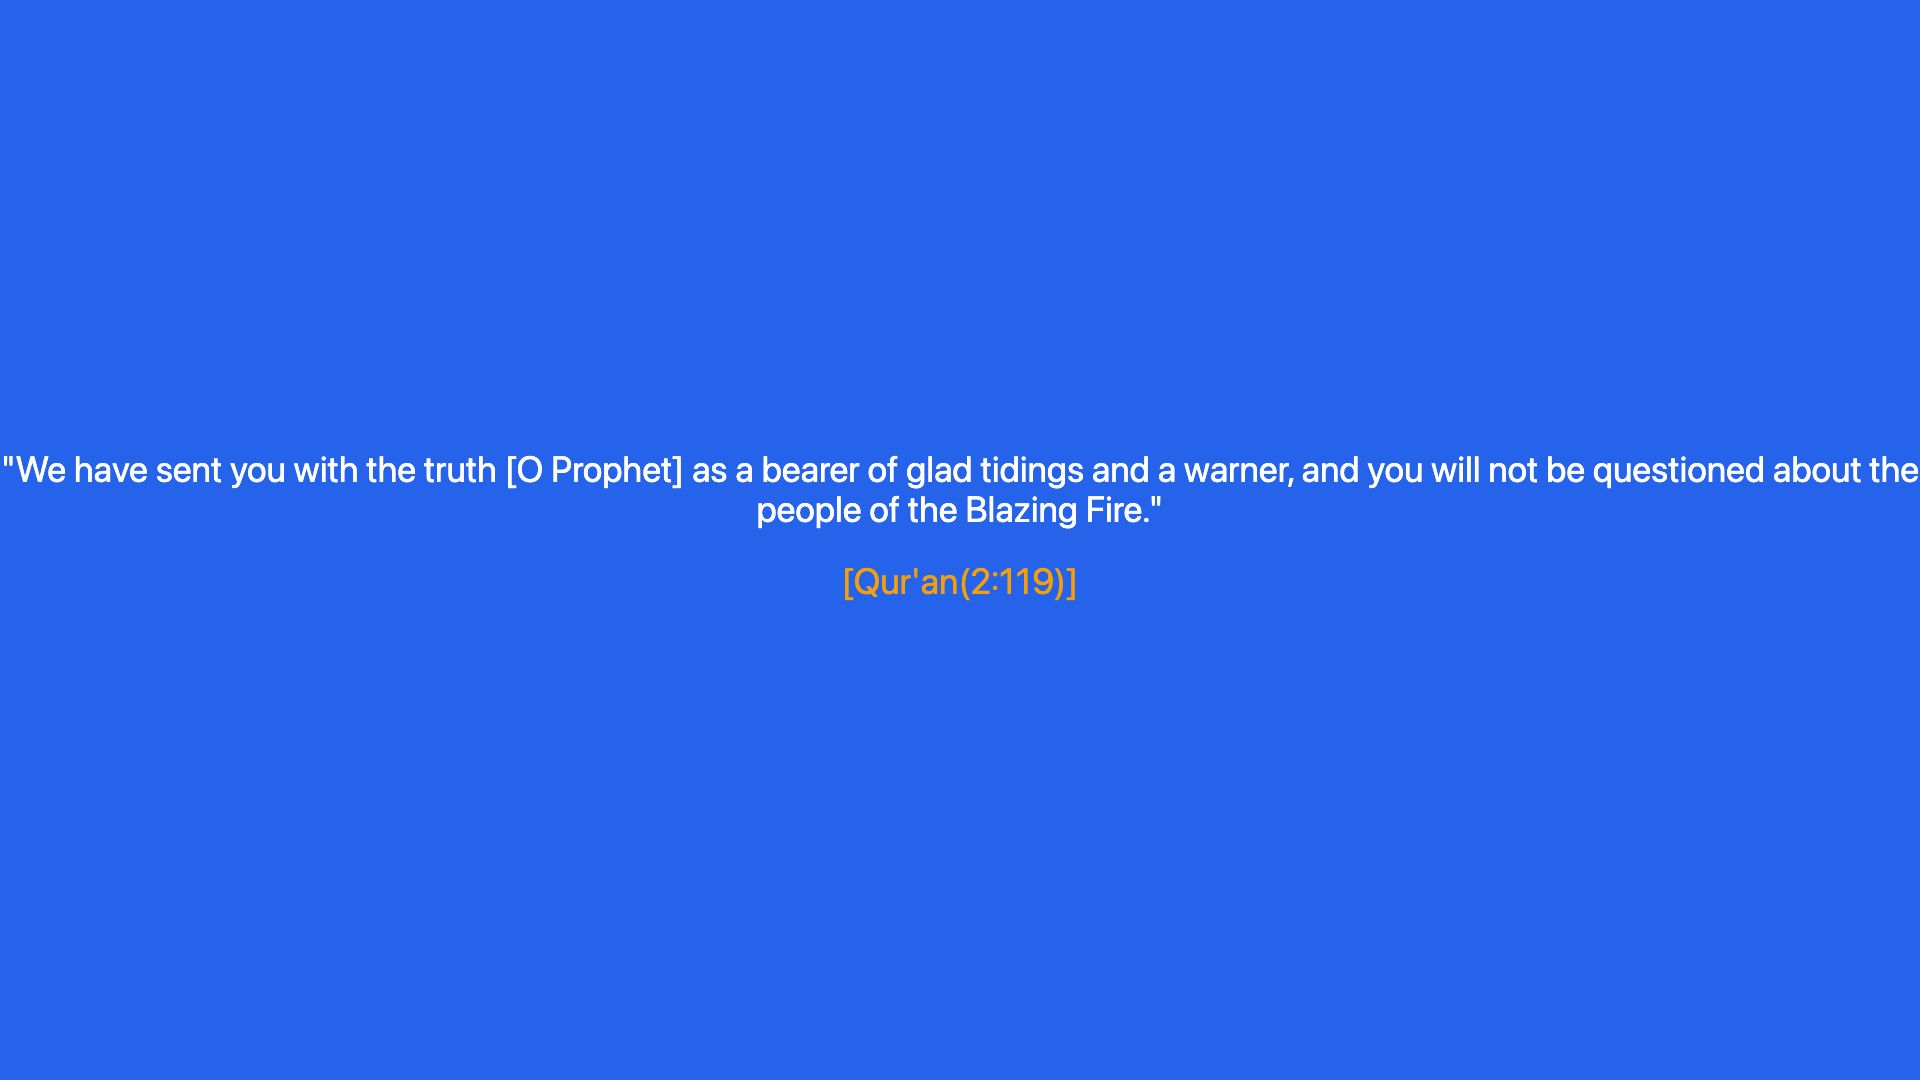 "We have sent you with the truth [O Prophet] as a bearer of glad tidings and a warner, and you will not be questioned about the
people of the Blazing Fire."
[Qur'an(2:119)]